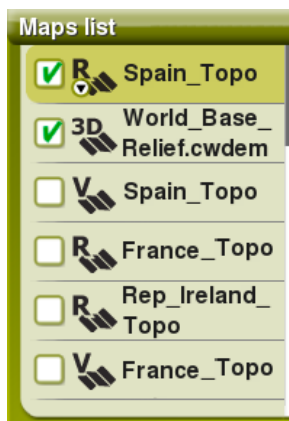 Maps list
R Spain_Topo
3D World_Base_
Relief.cwdem
V Spain_Topo
R France_Topo
R Rep_Ireland_
Topo
V France_Topo